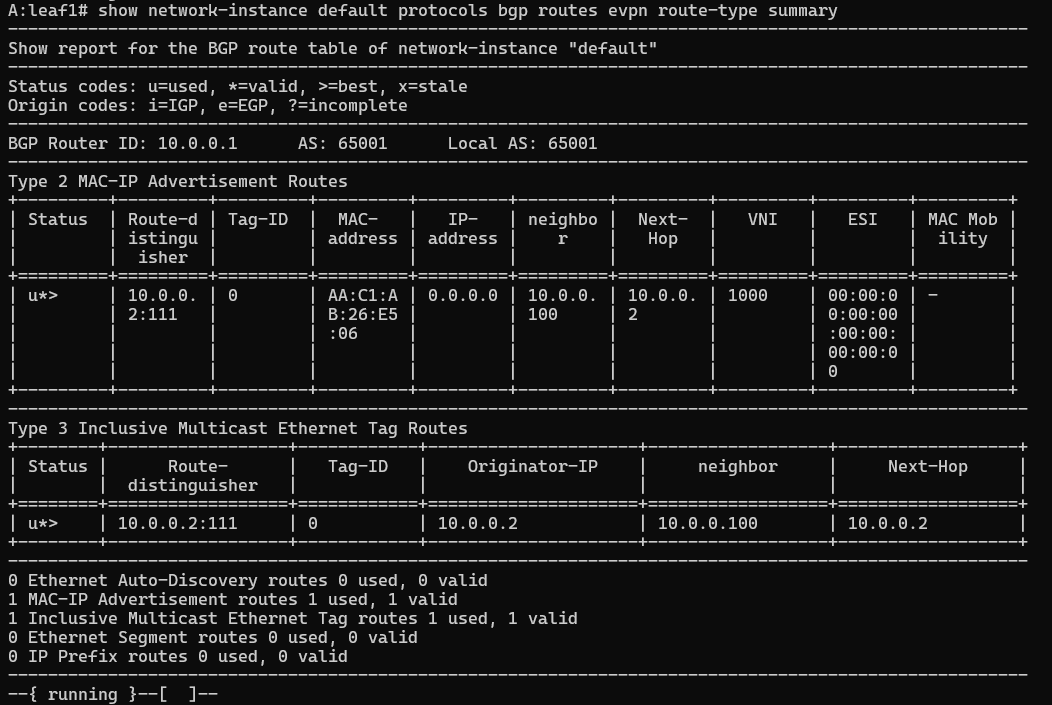 A:leaf1# show network-instance default protocols bgp routes evpn route-type summary
--------------------------------------------------------------------------------
Show report for the BGP route table of network-instance "default"
--------------------------------------------------------------------------------
Status codes: u=used, *=valid, >=best, x=stale
Origin codes: i=IGP, e=EGP, ?=incomplete
--------------------------------------------------------------------------------
BGP Router ID: 10.0.0.1      AS: 65001      Local AS: 65001
--------------------------------------------------------------------------------
Type 2 MAC-IP Advertisement Routes
+---------+---------+---------+---------+---------+---------+---------+---------+---------+---------+
| Status  | Route-d | Tag-ID  |  MAC-   |   IP-   | neighbo |  Next-  |   VNI   |   ESI   | MAC Mob |
|         | istingu |         | address | address |    r    |   Hop   |         |         |  ility  |
|         |  isher  |         |         |         |         |         |         |         |         |
+=========+=========+=========+=========+=========+=========+=========+=========+=========+=========+
| u*>     | 10.0.0. | 0       | AA:C1:A | 0.0.0.0 | 10.0.0. | 10.0.0. | 1000    | 00:00:0 | -       |
|         | 2:111   |         | B:26:E5 |         | 100     | 2       |         | 0:00:00 |         |
|         |         |         | :06     |         |         |         |         | :00:00: |         |
|         |         |         |         |         |         |         |         | 00:00:0 |         |
|         |         |         |         |         |         |         |         | 0       |         |
+---------+---------+---------+---------+---------+---------+---------+---------+---------+---------+
--------------------------------------------------------------------------------
Type 3 Inclusive Multicast Ethernet Tag Routes
+--------+------------------+------------+---------------------+------------------+------------------+
| Status |      Route-      |   Tag-ID   |    Originator-IP    |     neighbor     |     Next-Hop     |
|        |  distinguisher   |            |                     |                  |                  |
+========+==================+============+=====================+==================+==================+
| u*>    | 10.0.0.2:111     | 0          | 10.0.0.2            | 10.0.0.100       | 10.0.0.2         |
+--------+------------------+------------+---------------------+------------------+------------------+
--------------------------------------------------------------------------------
0 Ethernet Auto-Discovery routes 0 used, 0 valid
1 MAC-IP Advertisement routes 1 used, 1 valid
1 Inclusive Multicast Ethernet Tag routes 1 used, 1 valid
0 Ethernet Segment routes 0 used, 0 valid
0 IP Prefix routes 0 used, 0 valid
--------------------------------------------------------------------------------
--{ running }--[  ]--